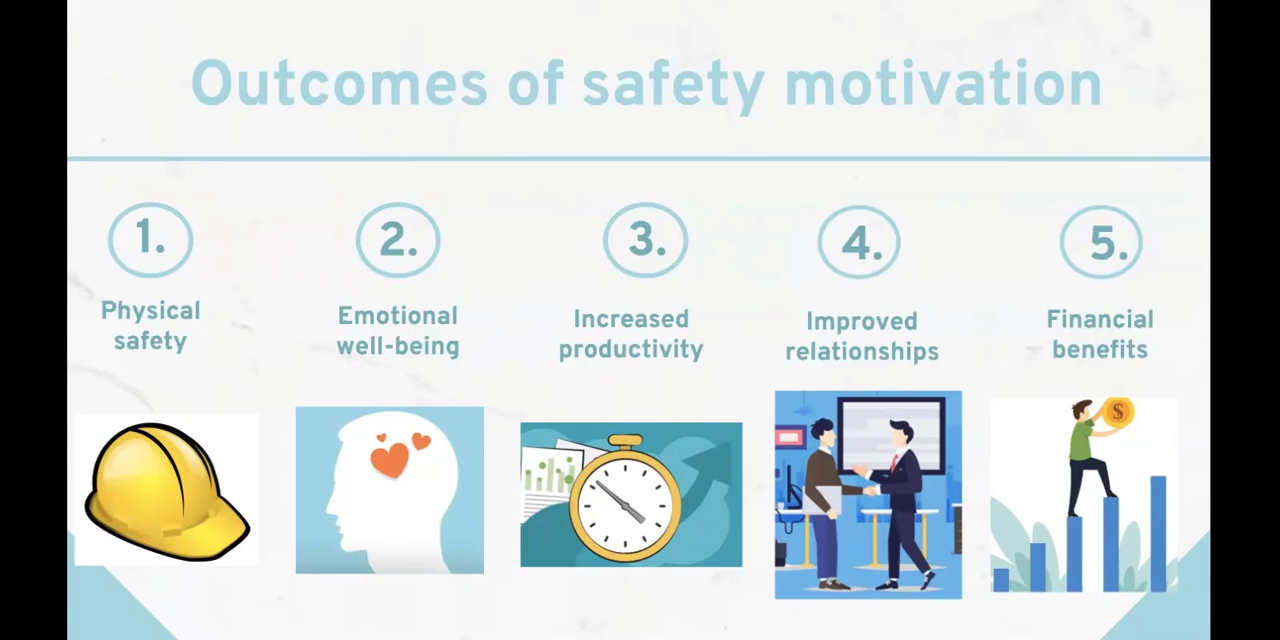 Outcomes of safety motivation
1.
Physical
safety
2.
Emotional
well-being
3.
Increased
productivity
4.
Improved
relationships
5.
Financial
benefits
$